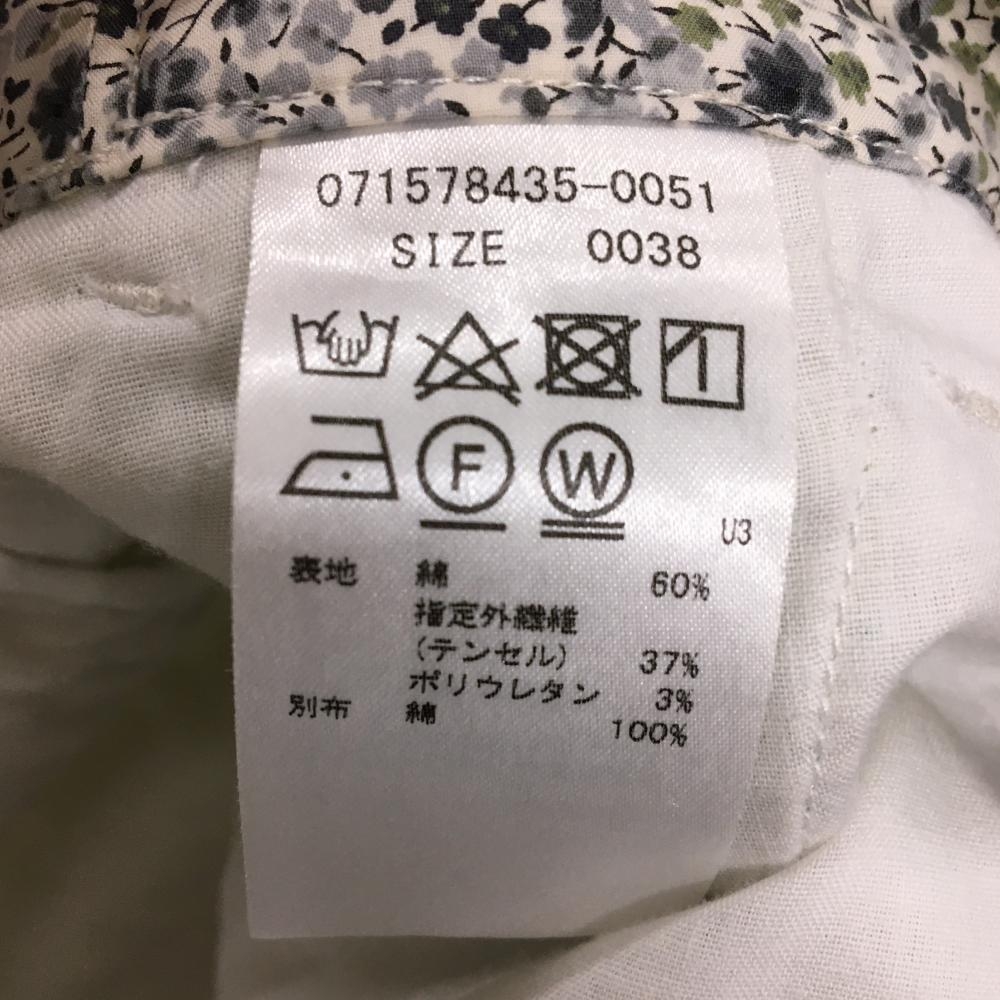 071578435-0051
SIZE 0038
F W
U3
表地 綿 60%
指定外繊維
(テンセル) 37%
ポリウレタン 3%
別布 綿 100%